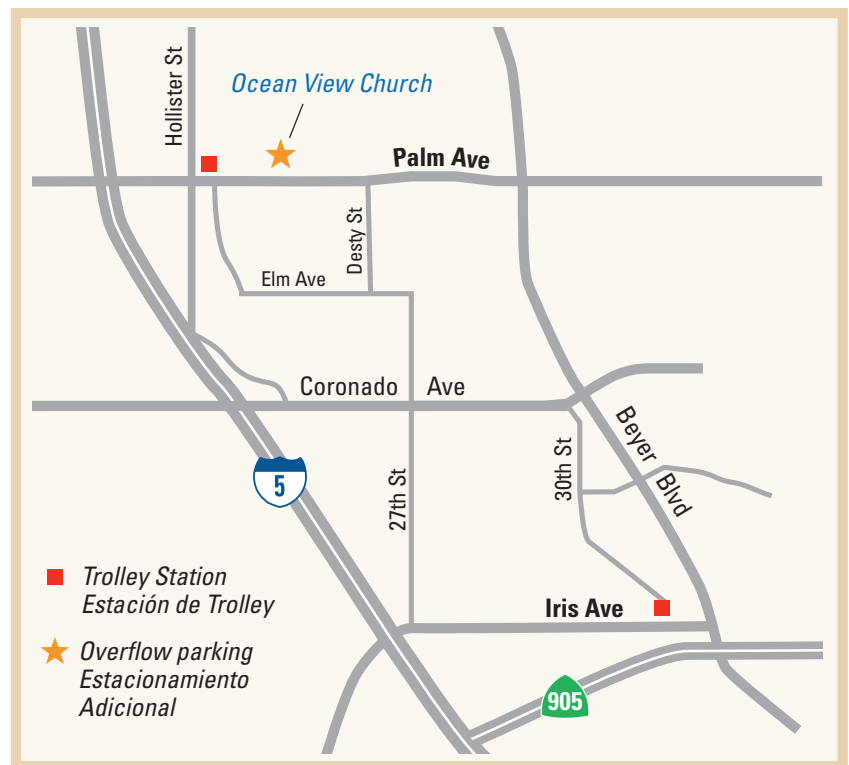 Ocean View Church
Hollister St
Palm Ave
Desty St
Elm Ave
Coronado Ave
Beyer Blvd
5
27th St
30th St
Trolley Station
Estación de Trolley
Iris Ave
Overflow parking
Estacionamiento
Adicional
905